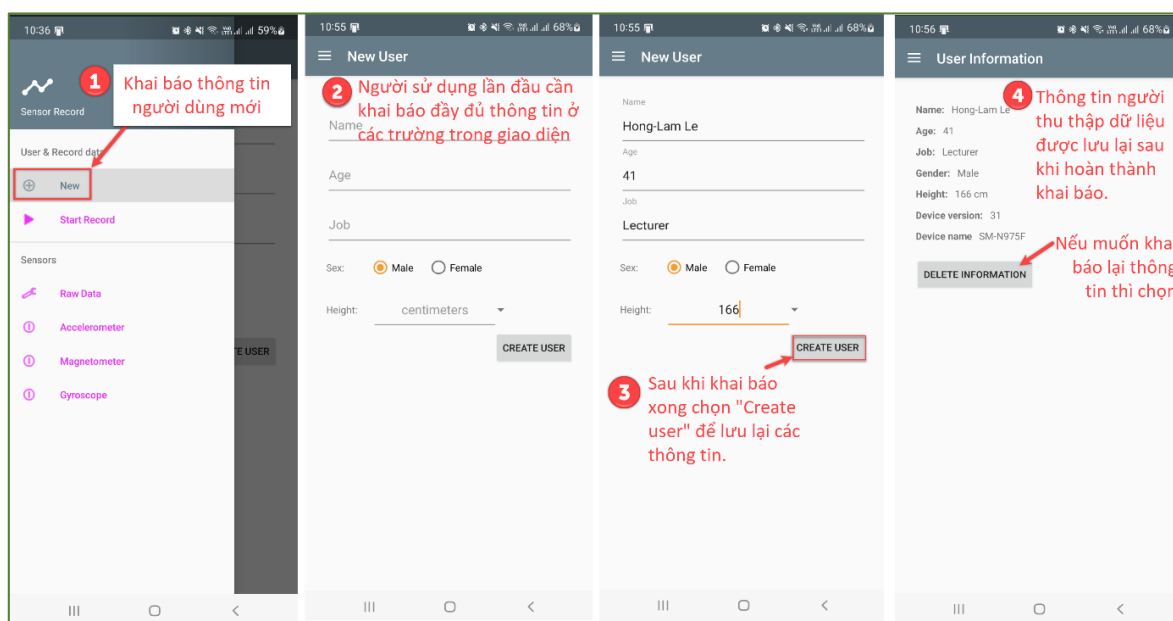 10:36
59%
1
Khai báo thông tin
người dùng mới
Sensor Record
User & Record data
New
Start Record
Sensors
Raw Data
Accelerometer
Magnetometer
Gyroscope
E USER
10:55
68%
New User
2
Người sử dụng lần đầu cần
khai báo đầy đủ thông tin ở
các trường trong giao diện
Name
Age
Job
Sex: Male Female
Height: centimeters
CREATE USER
10:55
68%
New User
Name
Hong-Lam Le
Age
41
Job
Lecturer
Sex: Male Female
Height: 166
CREATE USER
3
Sau khi khai báo
xong chọn "Create
user" để lưu lại các
thông tin.
10:56
68%
User Information
Name: Hong-Lam Le
Age: 41
Job: Lecturer
Gender: Male
Height: 166 cm
Device version: 31
Device name SM-N975F
DELETE INFORMATION
4
Thông tin người
thu thập dữ liệu
được lưu lại sau
khi hoàn thành
khai báo.
Nếu muốn kha
báo lại thông
tin thì chọn